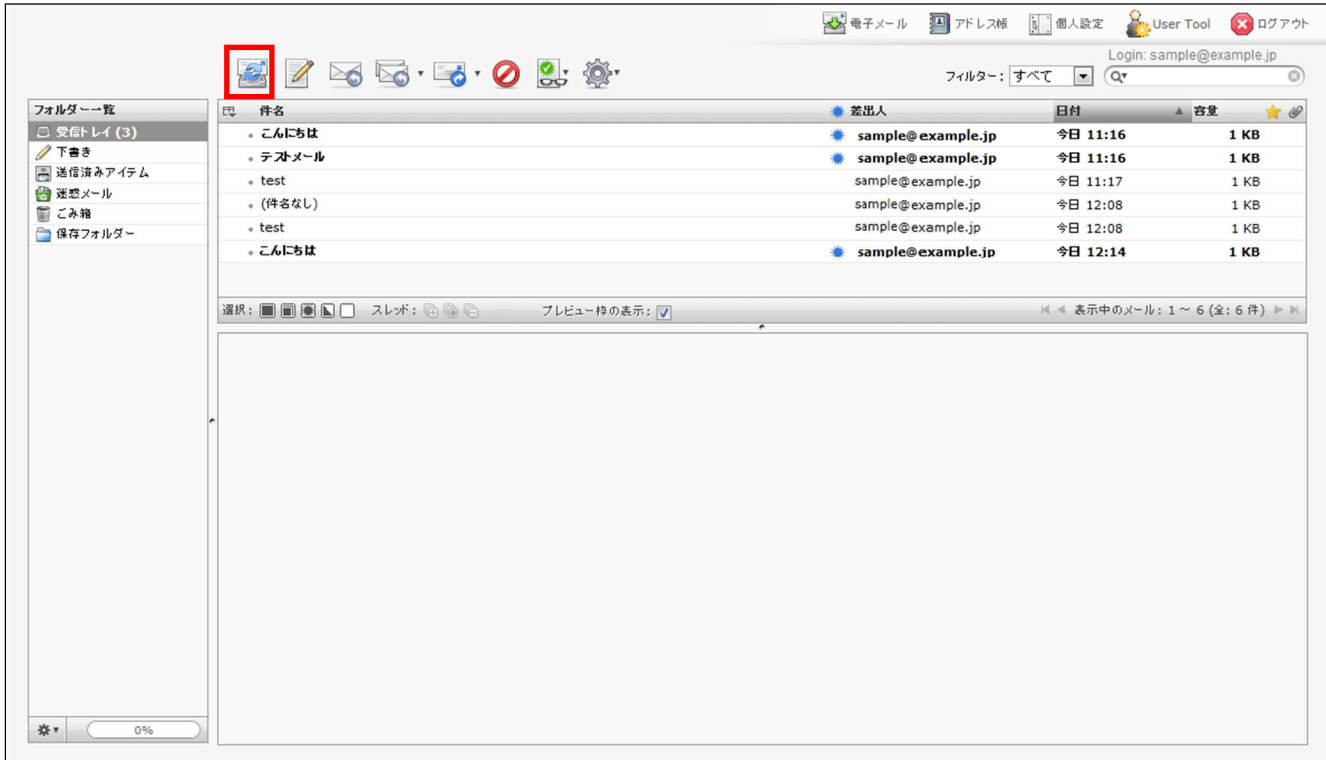 電子メール アドレス帳 個人設定 User Tool ログアウト
Login: sample@example.jp
フィルター: すべて
フォルダー一覧
受信トレイ (3)
下書き
送信済みアイテム
迷惑メール
ごみ箱
保存フォルダー
件名 差出人 日付 容量
こんにちは sample@example.jp 今日 11:16 1 KB
テストメール sample@example.jp 今日 11:16 1 KB
test sample@example.jp 今日 11:17 1 KB
(件名なし) sample@example.jp 今日 12:08 1 KB
test sample@example.jp 今日 12:08 1 KB
こんにちは sample@example.jp 今日 12:14 1 KB
選択: スレッド: プレビュー枠の表示: 表示中のメール: 1 ～ 6 (全: 6 件)
0%